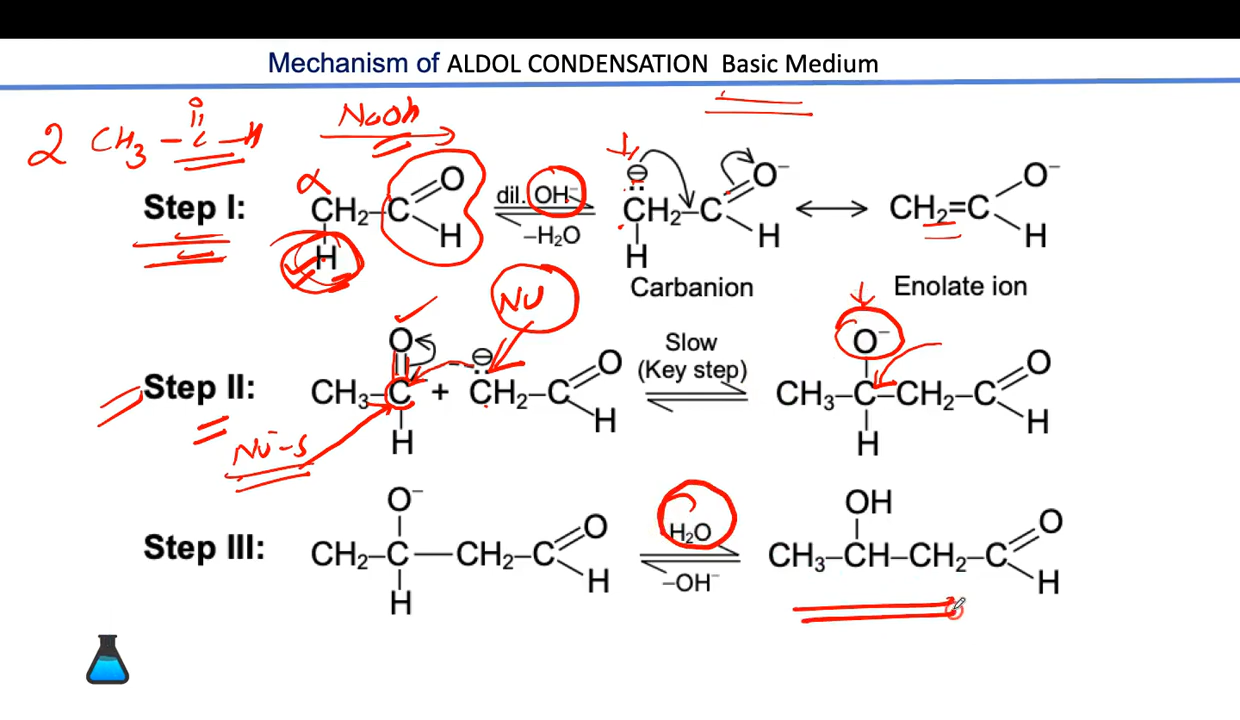 Mechanism of ALDOL CONDENSATION Basic Medium
2 CH₃–C–H
O
NaOh
α
Step I:
CH₂–C
O
H
H
dil. OH⁻
–H₂O
⊖
CH₂–C
O⁻
H
H
Carbanion
CH₂=C
O⁻
H
Enolate ion
NU
Step II:
O
CH₃–C
H
+
⊖
CH₂–C
O
H
Slow
(Key step)
O⁻
CH₃–C–CH₂–C
H
O
H
Nu⁻–s
Step III:
O⁻
CH₂–C—CH₂–C
H
O
H
H₂O
–OH⁻
OH
CH₃–CH–CH₂–C
O
H